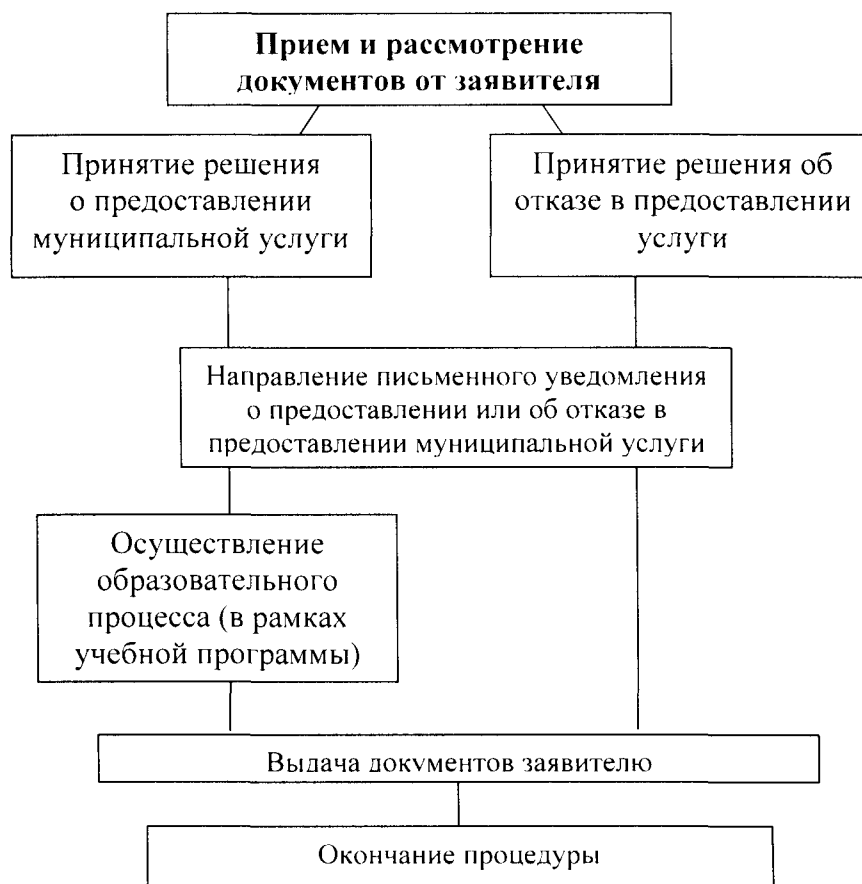 Прием и рассмотрение
документов от заявителя
Принятие решения
о предоставлении
муниципальной услуги
Принятие решения об
отказе в предоставлении
услуги
Направление письменного уведомления
о предоставлении или об отказе в
предоставлении муниципальной услуги
Осуществление
образовательного
процесса (в рамках
учебной программы)
Выдача документов заявителю
Окончание процедуры